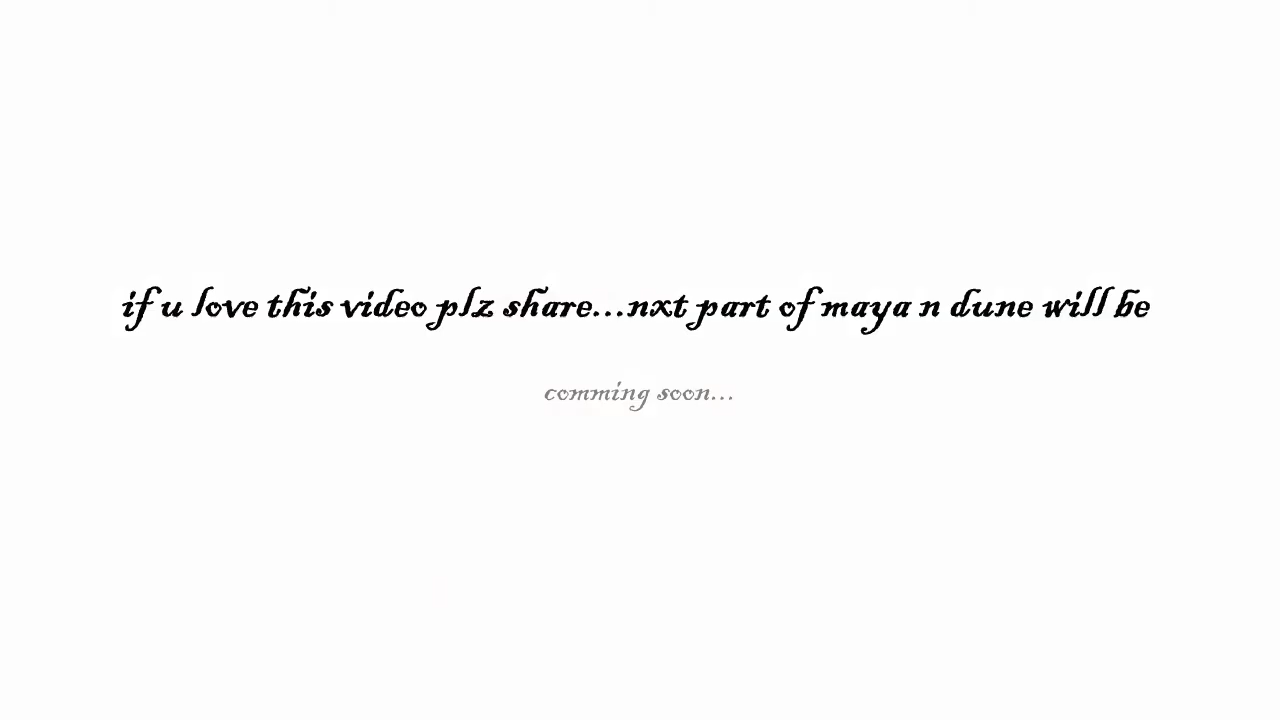 if u love this video plz share...nxt part of maya n dune will be
comming soon...